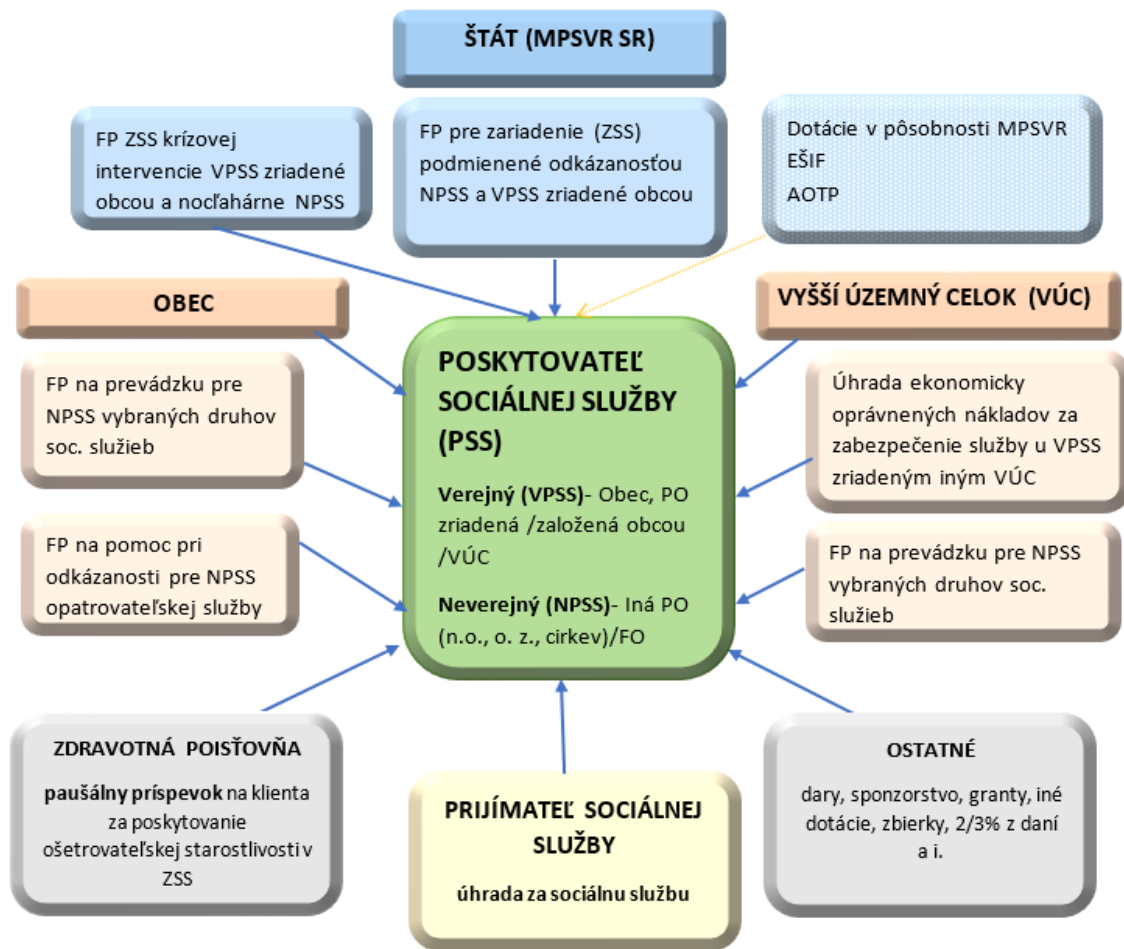 ŠTÁT (MPSVR SR)
FP ZSS krízovej
intervencie VPSS zriadené
obcou a nocľahárne NPSS
FP pre zariadenie (ZSS)
podmienené odkázanosťou
NPSS a VPSS zriadené obcou
Dotácie v pôsobnosti MPSVR
EŠIF
AOTP
OBEC
VYŠŠÍ ÚZEMNÝ CELOK (VÚC)
FP na prevádzku pre
NPSS vybraných druhov
soc. služieb
FP na pomoc pri
odkázanosti pre NPSS
opatrovateľskej služby
POSKYTOVATEĽ
SOCIÁLNEJ SLUŽBY
(PSS)
Verejný (VPSS)- Obec, PO
zriadená /založená obcou
/VÚC
Neverejný (NPSS)- Iná PO
(n.o., o. z., cirkev)/FO
Úhrada ekonomicky
oprávnených nákladov za
zabezpečenie služby u VPSS
zriadeným iným VÚC
FP na prevádzku pre NPSS
vybraných druhov soc.
služieb
ZDRAVOTNÁ POISŤOVŇA
paušálny príspevok na klienta
za poskytovanie
ošetrovateľskej starostlivosti v
ZSS
PRIJÍMATEĽ SOCIÁLNEJ
SLUŽBY
úhrada za sociálnu službu
OSTATNÉ
dary, sponzorstvo, granty, iné
dotácie, zbierky, 2/3% z daní
a i.